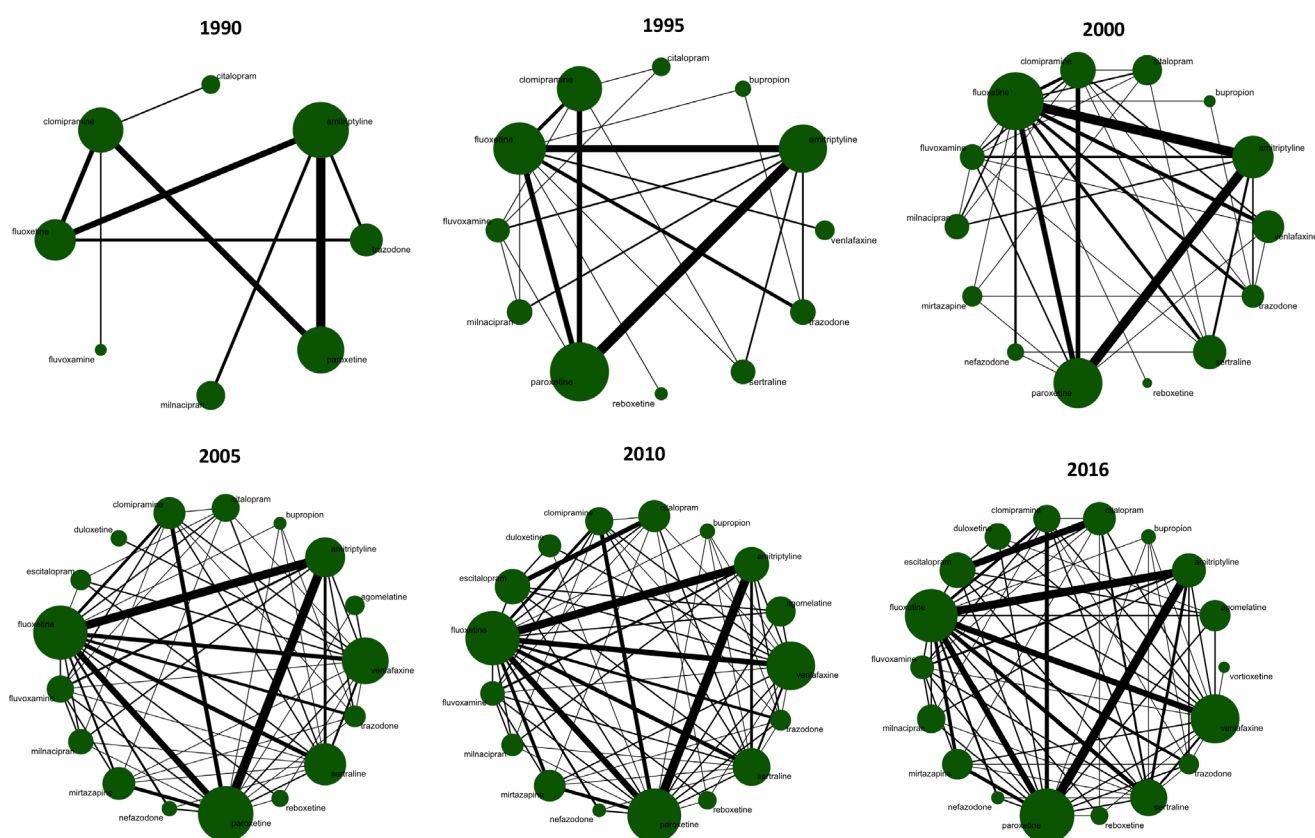 1990
citalopram
clomipramine
amitriptyline
fluoxetine
trazodone
fluvoxamine
paroxetine
milnacipran
1995
citalopram
bupropion
clomipramine
fluoxetine
amitriptyline
fluvoxamine
venlafaxine
milnacipran
trazodone
paroxetine
sertraline
reboxetine
2000
clomipramine
citalopram
fluoxetine
bupropion
fluvoxamine
amitriptyline
milnacipran
venlafaxine
mirtazapine
trazodone
nefazodone
sertraline
paroxetine
reboxetine
2005
clomipramine
citalopram
bupropion
duloxetine
amitriptyline
escitalopram
agomelatine
fluoxetine
venlafaxine
fluvoxamine
trazodone
milnacipran
sertraline
mirtazapine
reboxetine
nefazodone
paroxetine
2010
clomipramine
citalopram
bupropion
duloxetine
amitriptyline
escitalopram
agomelatine
fluoxetine
venlafaxine
fluvoxamine
trazodone
milnacipran
sertraline
mirtazapine
reboxetine
nefazodone
paroxetine
2016
clomipramine
citalopram
bupropion
duloxetine
amitriptyline
escitalopram
agomelatine
fluoxetine
vortioxetine
fluvoxamine
venlafaxine
milnacipran
trazodone
mirtazapine
sertraline
nefazodone
reboxetine
paroxetine